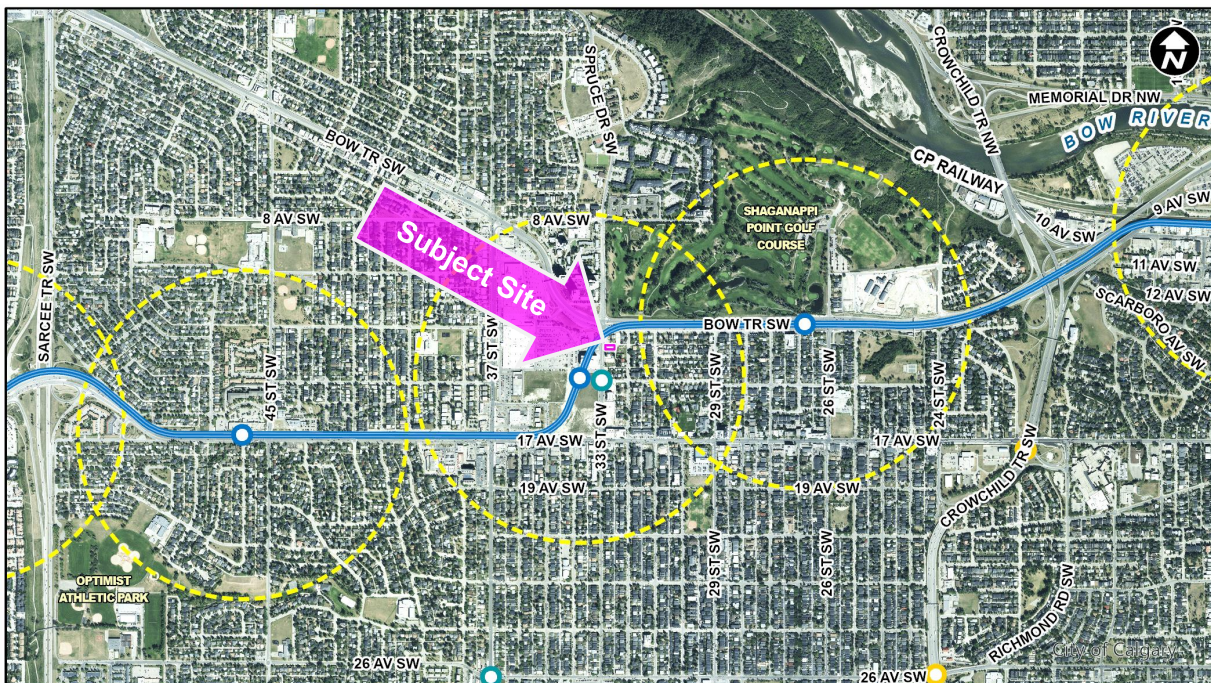 N
SPRUCE DR SW
CROWCHILD TR NW
MEMORIAL DR NW
BOW RIVER
BOW TR SW
CP RAILWAY
8 AV SW
8 AV SW
SHAGANAPPI
POINT GOLF
COURSE
9 AV SW
10 AV SW
Subject Site
11 AV SW
12 AV SW
SCARBORO AV SW
SARCEE TR SW
BOW TR SW
37 ST SW
45 ST SW
29 ST SW
26 ST SW
24 ST SW
33 ST SW
17 AV SW
17 AV SW
19 AV SW
19 AV SW
CROWCHILD TR SW
29 ST SW
26 ST SW
OPTIMIST
ATHLETIC PARK
RICHMOND RD SW
City of Calgary
26 AV SW
26 AV SW